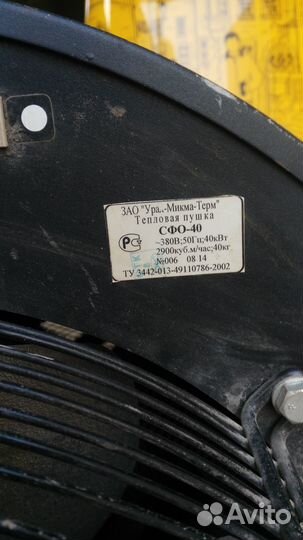 ЗАО "Ура..-Микма-Терм"
Тепловая пушка
СФО-40
~380В;50Гц;40кВт
2900куб.м/час;40кг
№006 08 14
ТУ 3442-013-49110786-2002
Avito